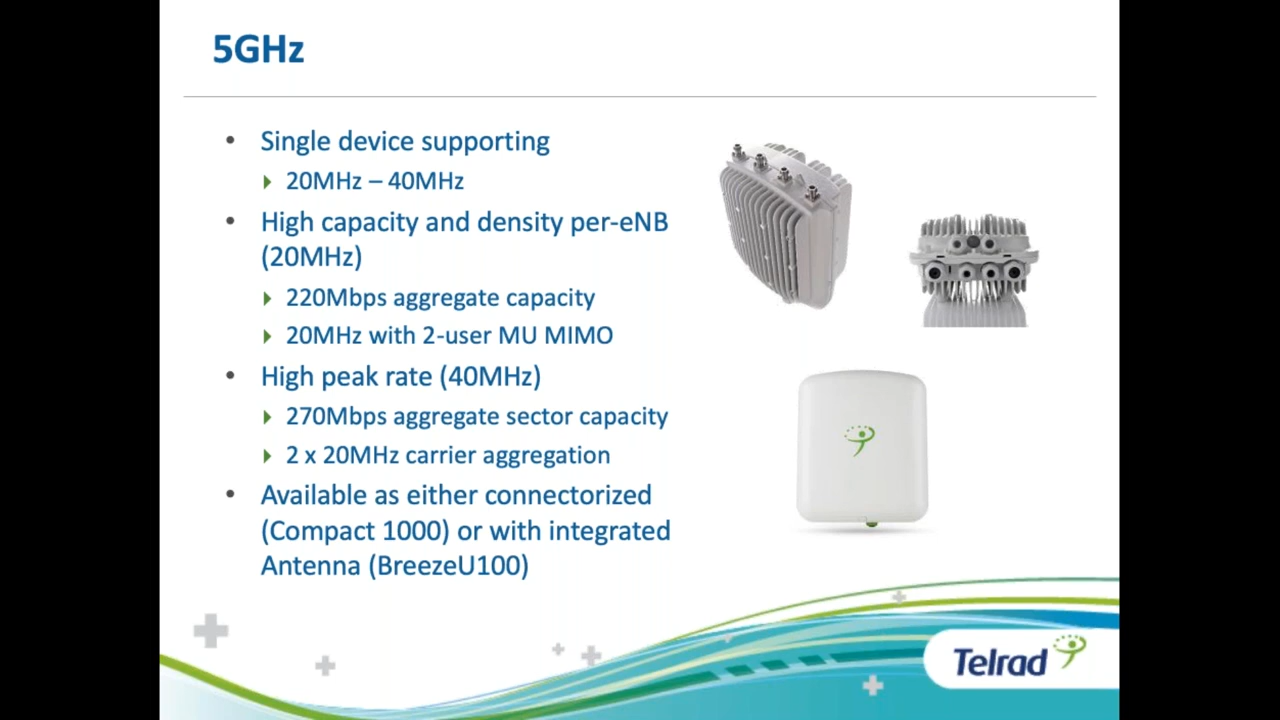 5GHz
• Single device supporting
20MHz – 40MHz
• High capacity and density per-eNB
(20MHz)
220Mbps aggregate capacity
20MHz with 2-user MU MIMO
• High peak rate (40MHz)
270Mbps aggregate sector capacity
2 x 20MHz carrier aggregation
• Available as either connectorized
(Compact 1000) or with integrated
Antenna (BreezeU100)
Telrad